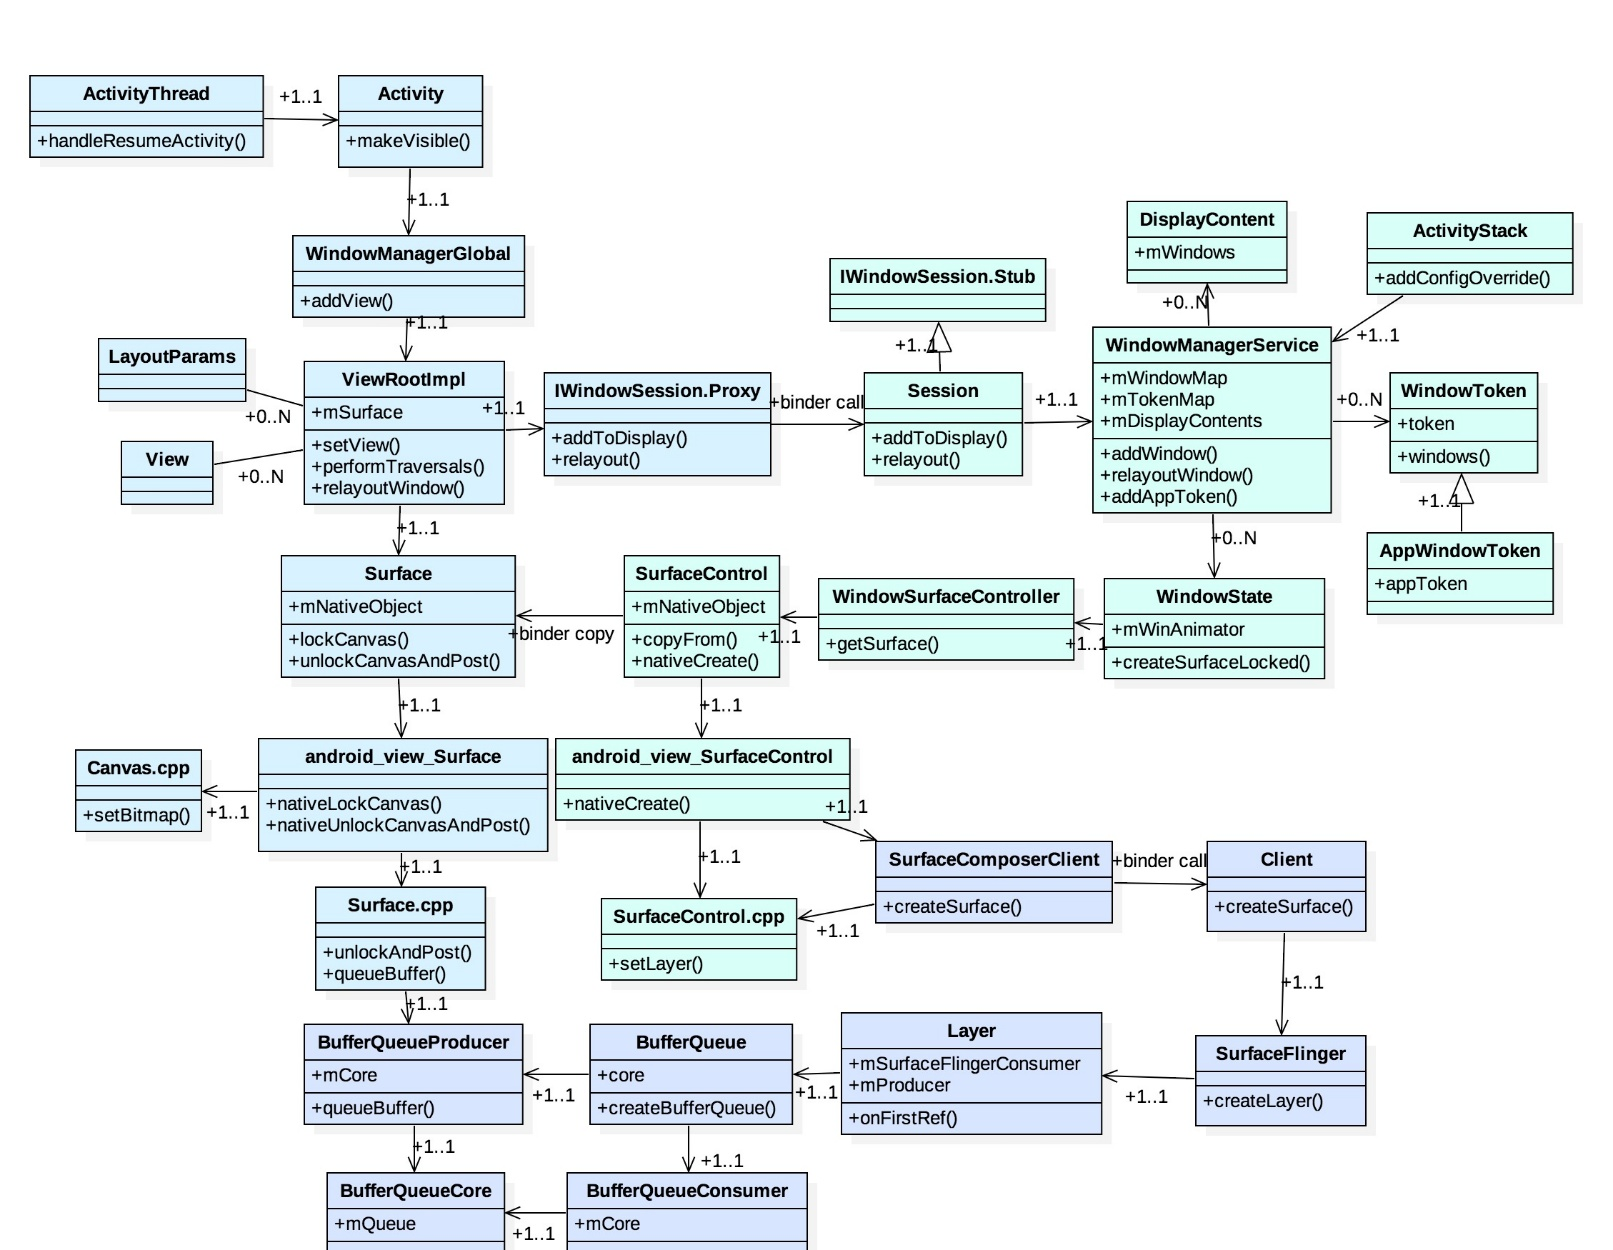 ActivityThread
+handleResumeActivity()
+1..1
Activity
+makeVisible()
+1..1
WindowManagerGlobal
+addView()
+1..1
LayoutParams
+0..N
View
+0..N
ViewRootImpl
+mSurface
+setView()
+performTraversals()
+relayoutWindow()
+1..1
IWindowSession.Proxy
+addToDisplay()
+relayout()
+binder call
IWindowSession.Stub
+1..1
Session
+addToDisplay()
+relayout()
+1..1
DisplayContent
+mWindows
+0..N
ActivityStack
+addConfigOverride()
+1..1
WindowManagerService
+mWindowMap
+mTokenMap
+mDisplayContents
+addWindow()
+relayoutWindow()
+addAppToken()
+0..N
WindowToken
+token
+windows()
+1..1
AppWindowToken
+appToken
+0..N
+1..1
Surface
+mNativeObject
+lockCanvas()
+unlockCanvasAndPost()
+binder copy
SurfaceControl
+mNativeObject
+copyFrom()
+nativeCreate()
+1..1
WindowSurfaceController
+getSurface()
+1..1
WindowState
+mWinAnimator
+createSurfaceLocked()
+1..1
+1..1
Canvas.cpp
+setBitmap()
+1..1
android_view_Surface
+nativeLockCanvas()
+nativeUnlockCanvasAndPost()
android_view_SurfaceControl
+nativeCreate()
+1..1
+1..1
+1..1
SurfaceComposerClient
+createSurface()
+binder call
Client
+createSurface()
Surface.cpp
+unlockAndPost()
+queueBuffer()
SurfaceControl.cpp
+setLayer()
+1..1
+1..1
+1..1
BufferQueueProducer
+mCore
+queueBuffer()
+1..1
BufferQueue
+core
+createBufferQueue()
+1..1
Layer
+mSurfaceFlingerConsumer
+mProducer
+onFirstRef()
+1..1
SurfaceFlinger
+createLayer()
+1..1
+1..1
BufferQueueCore
+mQueue
+1..1
BufferQueueConsumer
+mCore